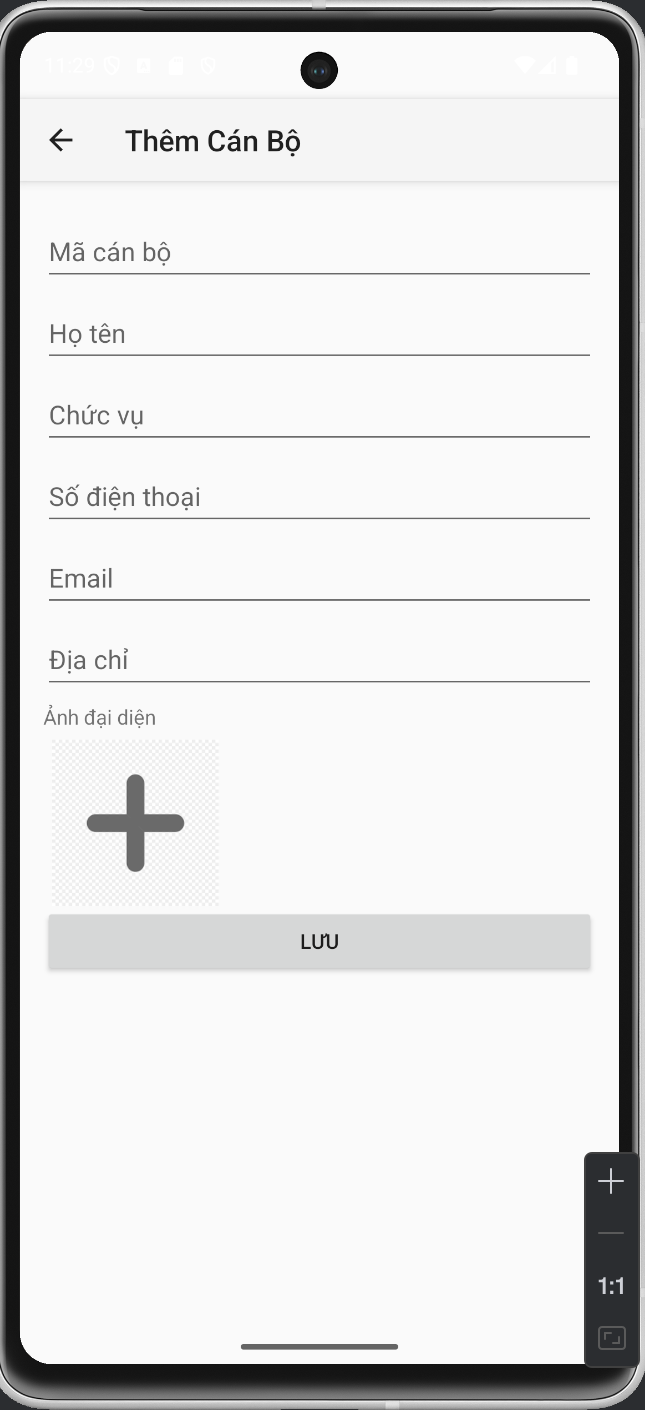 11:29
Thêm Cán Bộ
Mã cán bộ
Họ tên
Chức vụ
Số điện thoại
Email
Địa chỉ
Ảnh đại diện
LƯU
1:1